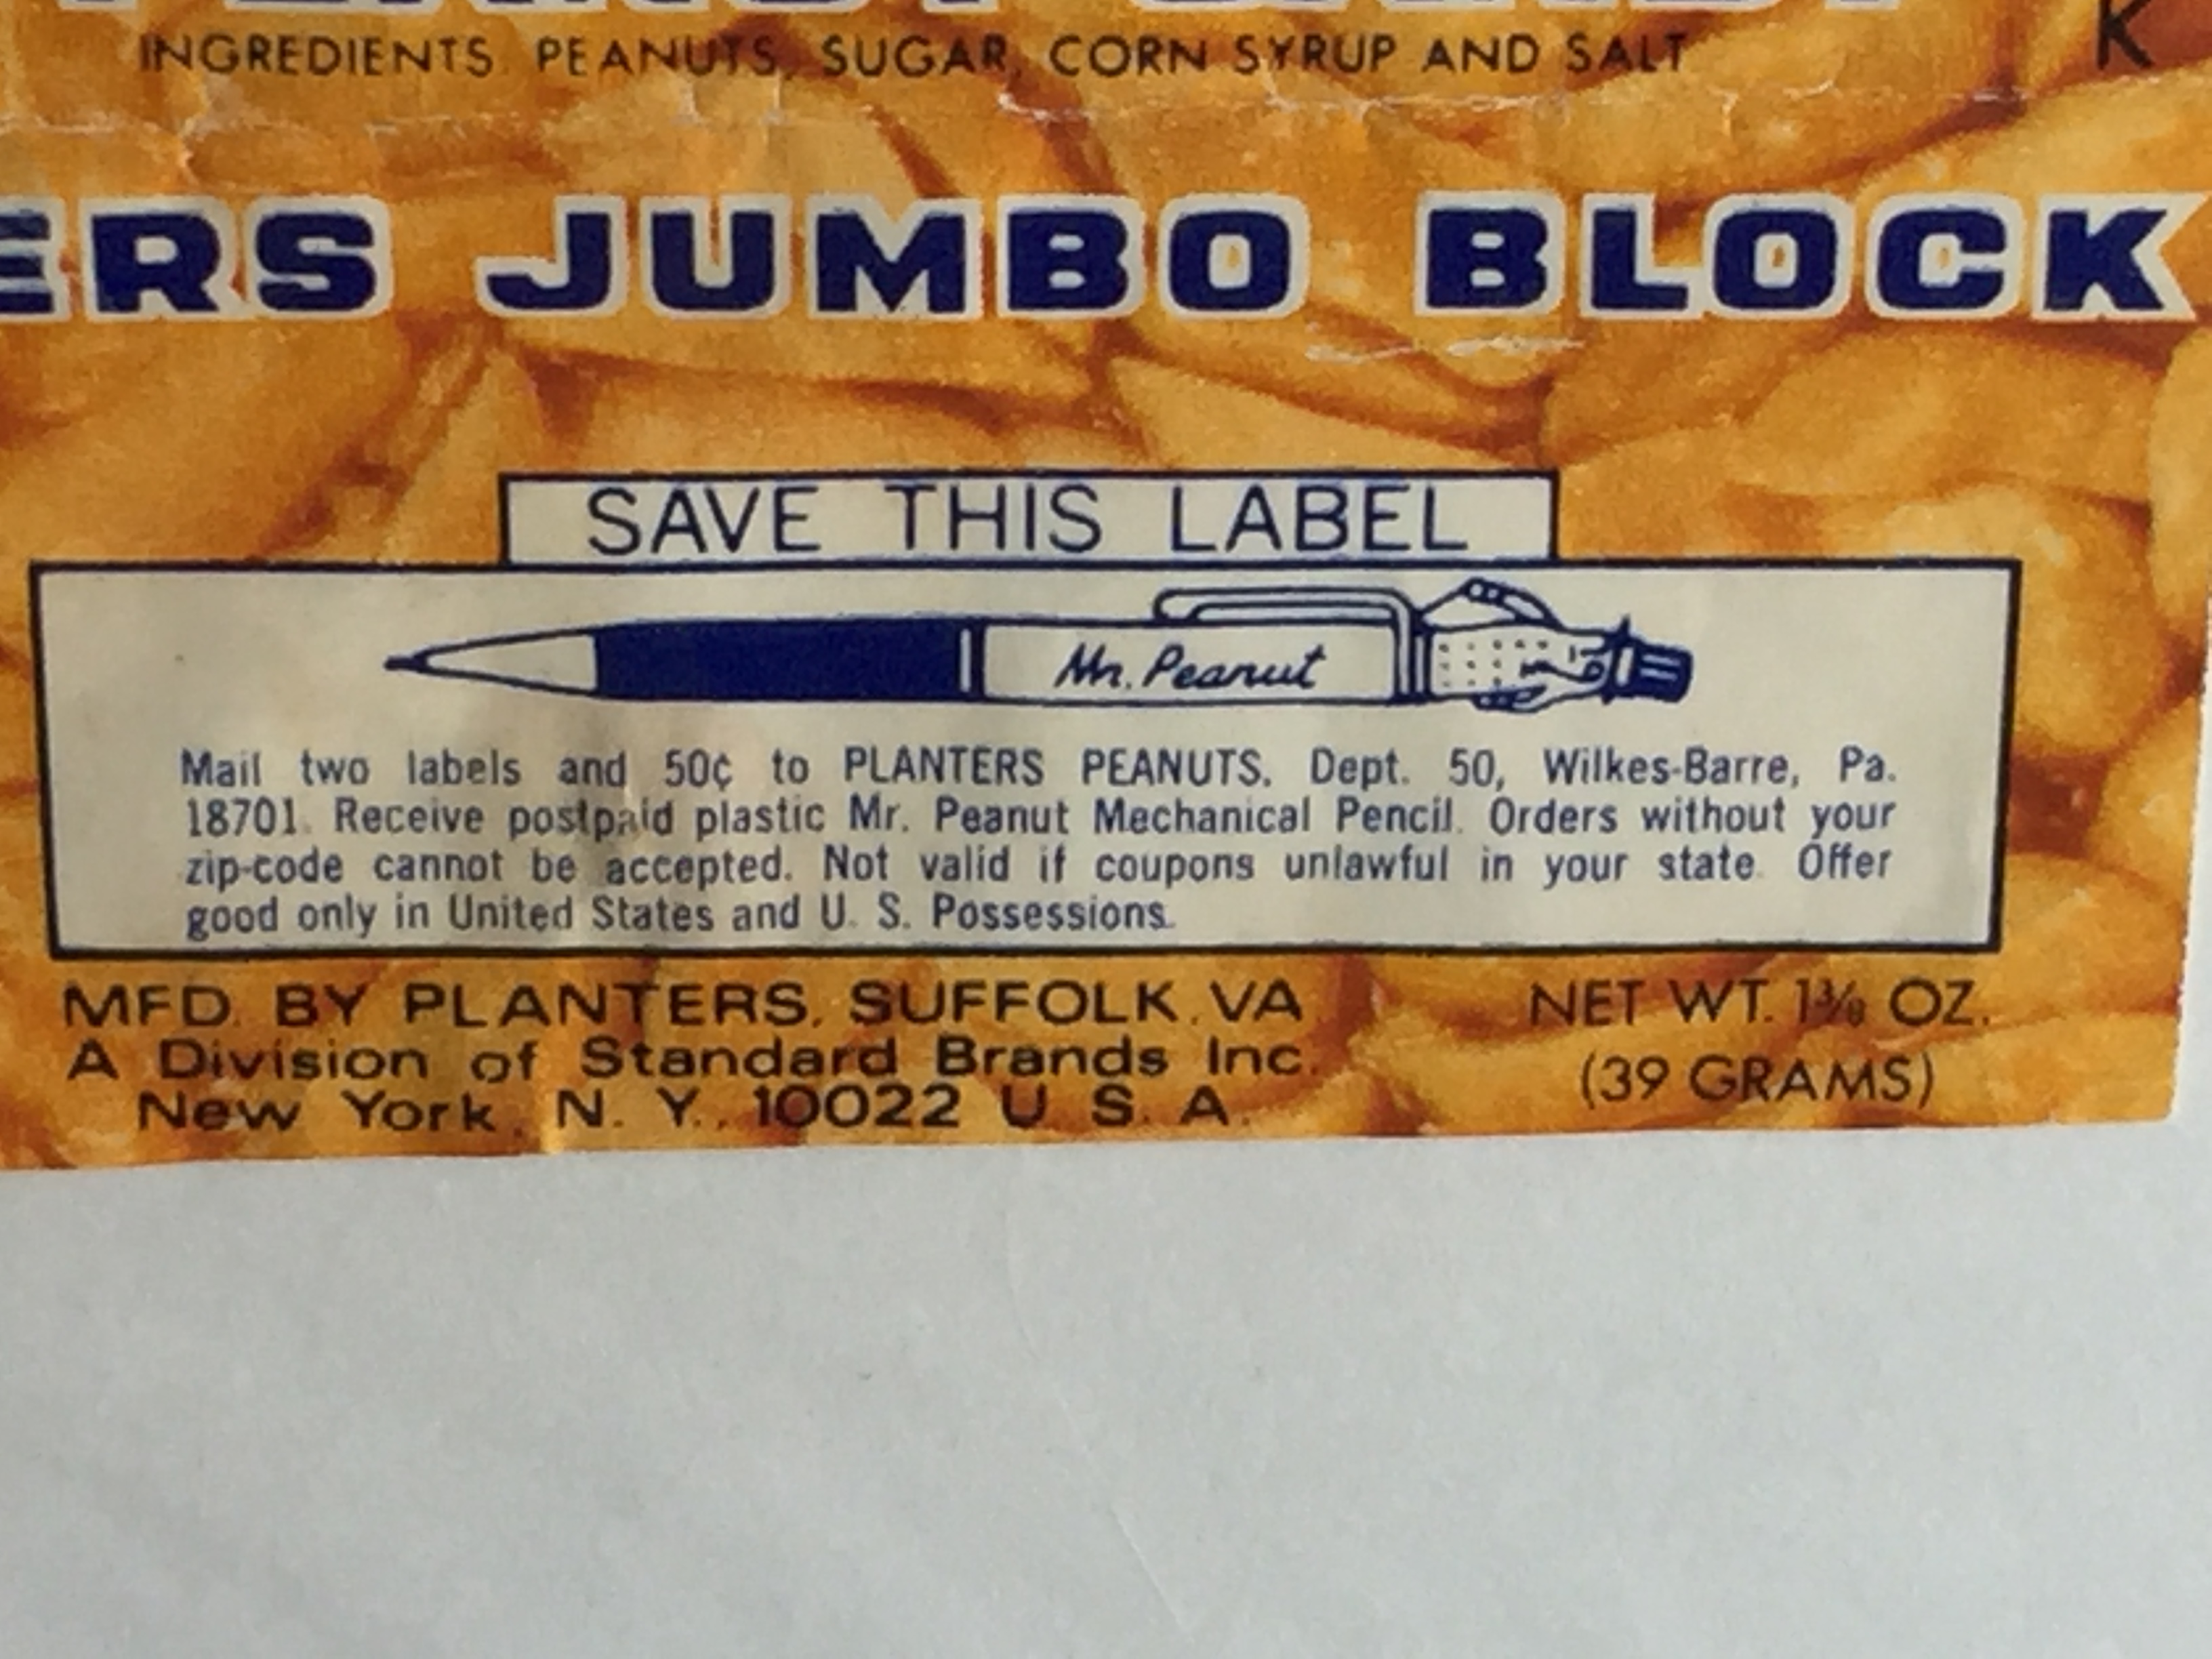 PEANUT CANDY
INGREDIENTS. PEANUTS, SUGAR, CORN SYRUP AND SALT
K
ERS JUMBO BLOCK
SAVE THIS LABEL
Mr. Peanut
Mail two labels and 50¢ to PLANTERS PEANUTS, Dept. 50, Wilkes-Barre, Pa.
18701. Receive postpaid plastic Mr. Peanut Mechanical Pencil. Orders without your
zip-code cannot be accepted. Not valid if coupons unlawful in your state. Offer
good only in United States and U. S. Possessions.
MFD. BY PLANTERS, SUFFOLK, VA
A Division of Standard Brands Inc.
New York, N. Y., 10022 U. S. A.
NET WT. 1⅜ OZ.
(39 GRAMS)